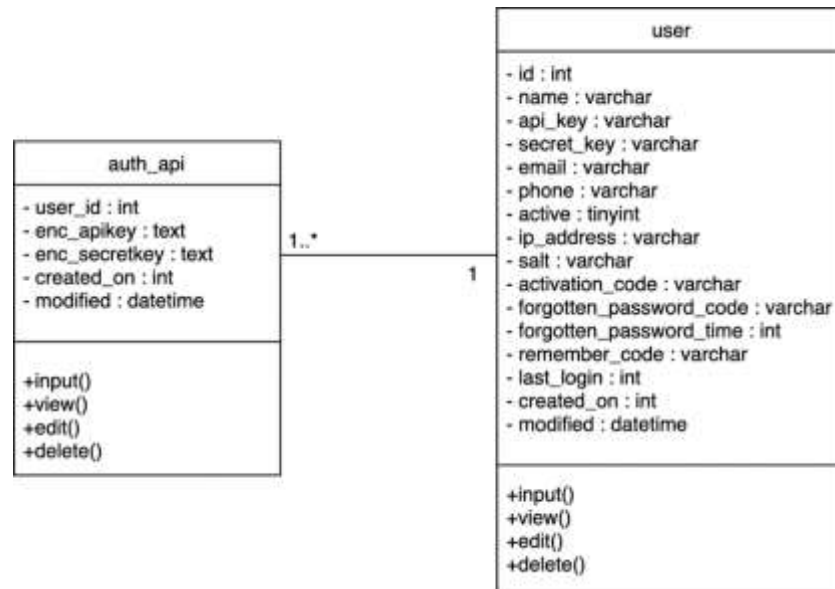 auth_api
- user_id : int
- enc_apikey : text
- enc_secretkey : text
- created_on : int
- modified : datetime
+input()
+view()
+edit()
+delete()
1..*
1
user
- id : int
- name : varchar
- api_key : varchar
- secret_key : varchar
- email : varchar
- phone : varchar
- active : tinyint
- ip_address : varchar
- salt : varchar
- activation_code : varchar
- forgotten_password_code : varchar
- forgotten_password_time : int
- remember_code : varchar
- last_login : int
- created_on : int
- modified : datetime
+input()
+view()
+edit()
+delete()